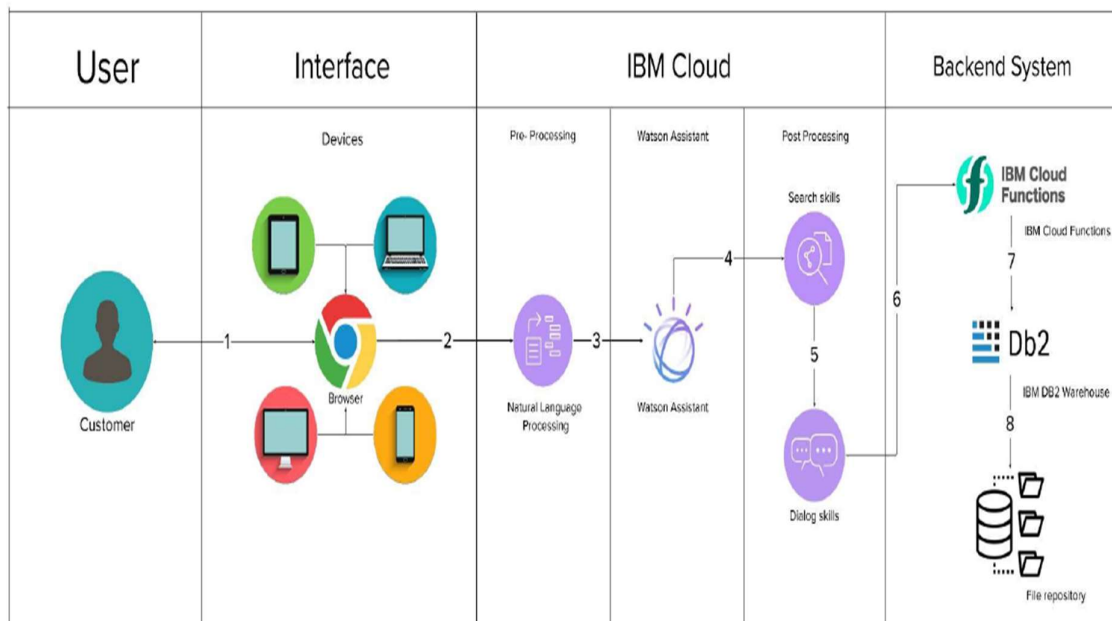 User
Interface
IBM Cloud
Backend System
Devices
Pre- Processing
Watson Assistant
Post Processing
Search skills
IBM Cloud
Functions
IBM Cloud Functions
1
2
3
4
5
6
7
8
Browser
Customer
Natural Language
Processing
Watson Assistant
Dialog skills
Db2
IBM DB2 Warehouse
File repository